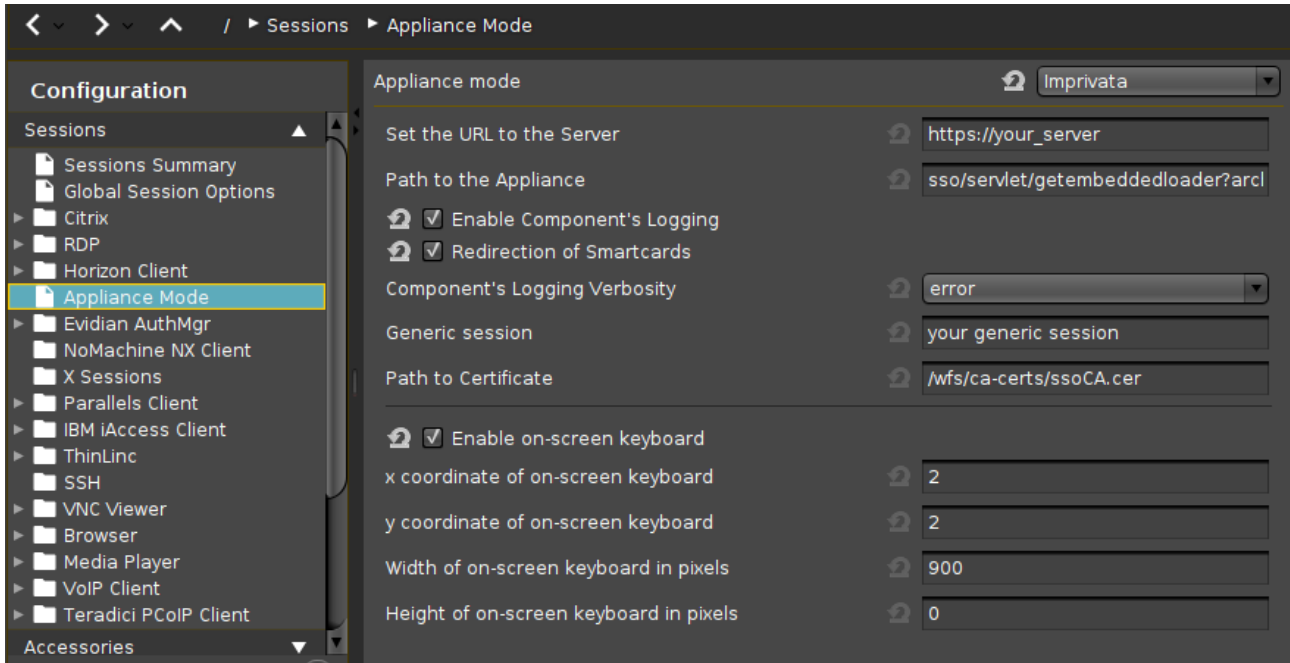 / Sessions Appliance Mode
Configuration
Sessions
Sessions Summary
Global Session Options
Citrix
RDP
Horizon Client
Appliance Mode
Evidian AuthMgr
NoMachine NX Client
X Sessions
Parallels Client
IBM iAccess Client
ThinLinc
SSH
VNC Viewer
Browser
Media Player
VoIP Client
Teradici PCoIP Client
Accessories
Appliance mode Imprivata
Set the URL to the Server https://your_server
Path to the Appliance sso/servlet/getembeddedloader?arcl
Enable Component's Logging
Redirection of Smartcards
Component's Logging Verbosity error
Generic session your generic session
Path to Certificate /wfs/ca-certs/ssoCA.cer
Enable on-screen keyboard
x coordinate of on-screen keyboard 2
y coordinate of on-screen keyboard 2
Width of on-screen keyboard in pixels 900
Height of on-screen keyboard in pixels 0